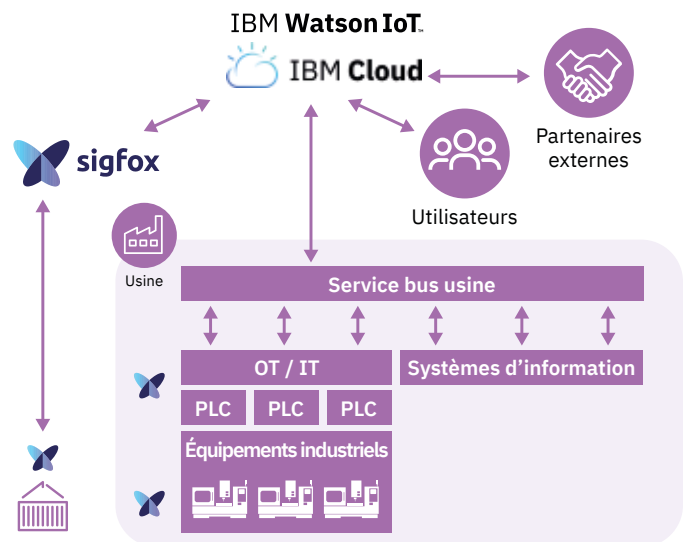 IBM Watson IoT™
IBM Cloud
Partenaires
externes
sigfox
Utilisateurs
Usine
Service bus usine
OT / IT
Systèmes d’information
PLC PLC PLC
Équipements industriels